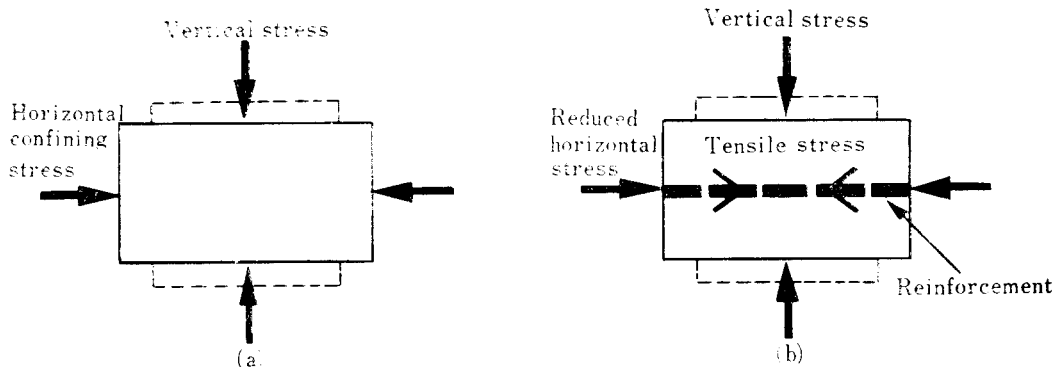 Vertical stress
Horizontal
confining
stress
(a)
Vertical stress
Reduced
horizontal
stress
Tensile stress
Reinforcement
(b)